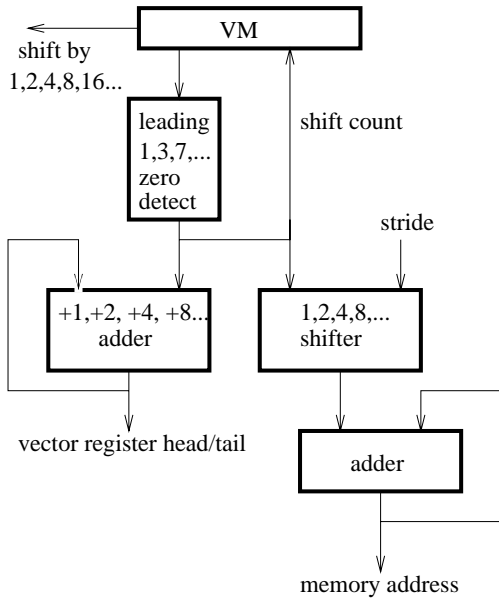 VM
shift by
1,2,4,8,16...
leading
1,3,7,...
zero
detect
shift count
stride
+1,+2, +4, +8...
adder
1,2,4,8,...
shifter
vector register head/tail
adder
memory address